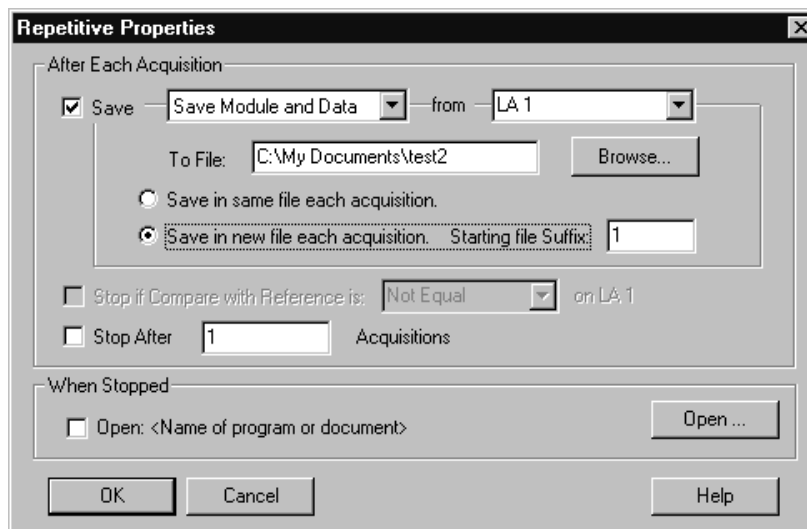 Repetitive Properties
After Each Acquisition
Save Save Module and Data from LA 1
To File: C:\My Documents\test2 Browse...
Save in same file each acquisition.
Save in new file each acquisition. Starting file Suffix: 1
Stop if Compare with Reference is: Not Equal on LA 1
Stop After 1 Acquisitions
When Stopped
Open: <Name of program or document> Open ...
OK Cancel Help